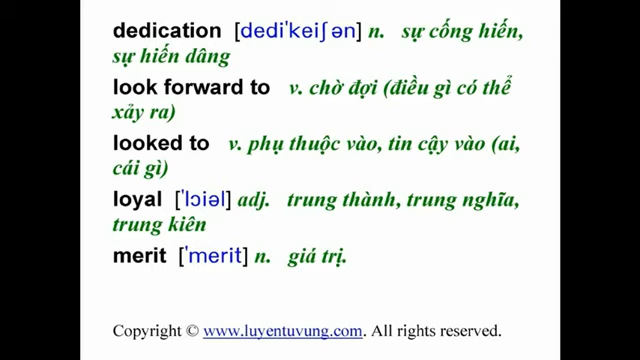 dedication [dedi'keiʃən] n. sự cống hiến,
sự hiến dâng
look forward to v. chờ đợi (điều gì có thể
xảy ra)
looked to v. phụ thuộc vào, tin cậy vào (ai,
cái gì)
loyal ['lɔiəl] adj. trung thành, trung nghĩa,
trung kiên
merit ['merit] n. giá trị.
Copyright © www.luyentuvung.com. All rights reserved.